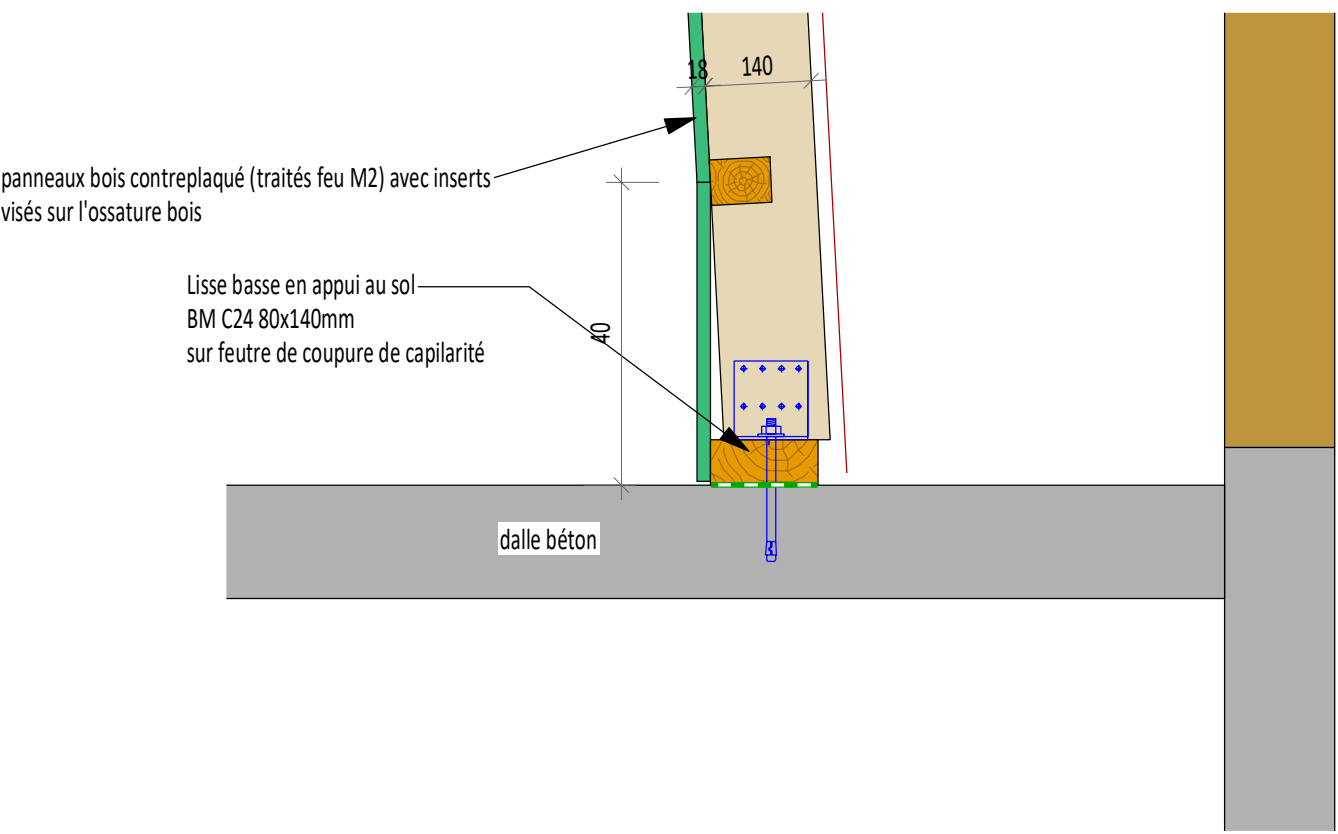 18 140
panneaux bois contreplaqué (traités feu M2) avec inserts
visés sur l'ossature bois
Lisse basse en appui au sol
BM C24 80x140mm
sur feutre de coupure de capilarité
40
dalle béton